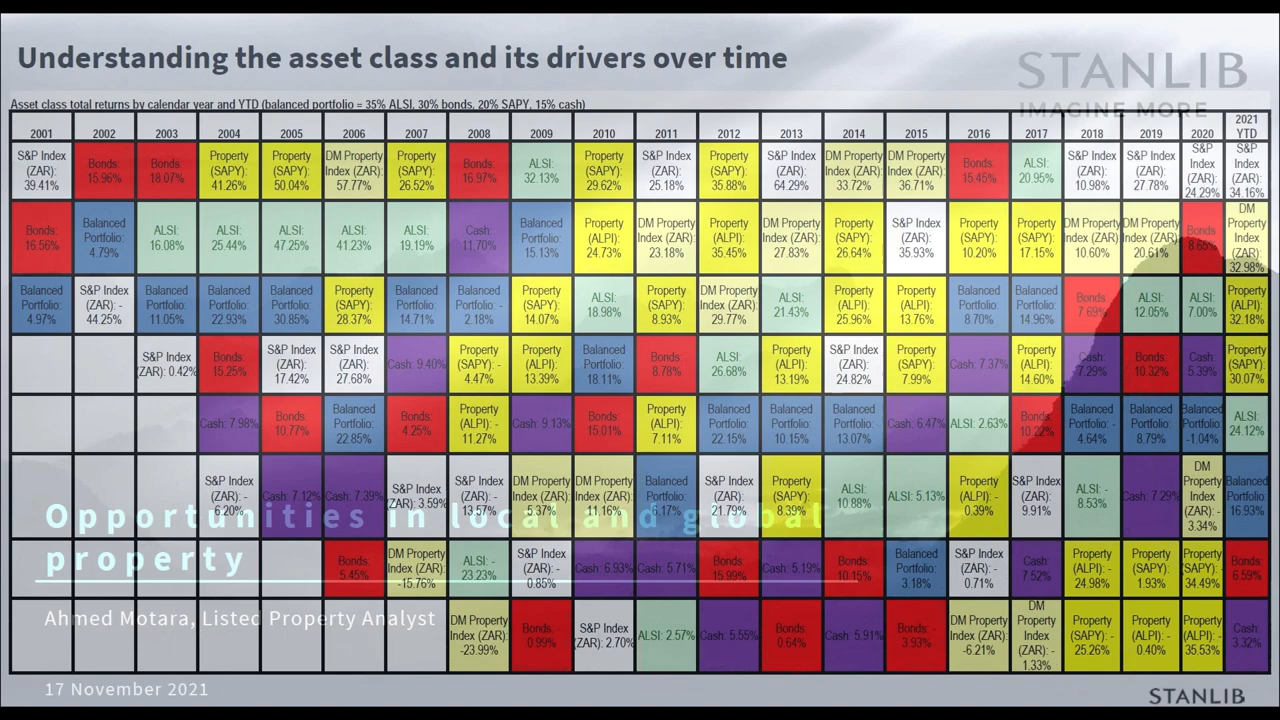 Understanding the asset class and its drivers over time
STANLIB
IMAGINE MORE
Asset class total returns by calendar year and YTD (balanced portfolio = 35% ALSI, 30% bonds, 20% SAPY, 15% cash)
2001 2002 2003 2004 2005 2006 2007 2008 2009 2010 2011 2012 2013 2014 2015 2016 2017 2018 2019 2020 2021 YTD
S&P Index (ZAR): 39.41%
Bonds: 15.96%
Bonds: 18.07%
Property (SAPY): 41.26%
Property (SAPY): 50.04%
DM Property Index (ZAR): 57.77%
Property (SAPY): 26.52%
Bonds: 16.97%
ALSI: 32.13%
Property (SAPY): 29.62%
S&P Index (ZAR): 25.18%
Property (SAPY): 35.88%
S&P Index (ZAR): 64.29%
DM Property Index (ZAR): 33.72%
DM Property Index (ZAR): 36.71%
Bonds: 15.45%
ALSI: 20.95%
S&P Index (ZAR): 10.98%
S&P Index (ZAR): 27.78%
S&P Index (ZAR): 24.29%
S&P Index (ZAR): 34.16%
Bonds: 16.56%
Balanced Portfolio: 4.79%
ALSI: 16.08%
ALSI: 25.44%
ALSI: 47.25%
ALSI: 41.23%
ALSI: 19.19%
Cash: 11.70%
Balanced Portfolio: 15.13%
Property (ALPI): 24.73%
DM Property Index (ZAR): 23.18%
Property (ALPI): 35.45%
DM Property Index (ZAR): 27.83%
Property (SAPY): 26.64%
S&P Index (ZAR): 35.93%
Property (SAPY): 10.20%
Property (SAPY): 17.15%
DM Property Index (ZAR): 10.60%
DM Property Index (ZAR): 20.61%
Bonds: 8.65%
DM Property Index (ZAR): 32.98%
Balanced Portfolio: 4.97%
S&P Index (ZAR): - 44.25%
Balanced Portfolio: 11.05%
Balanced Portfolio: 22.93%
Balanced Portfolio: 30.85%
Property (SAPY): 28.37%
Balanced Portfolio: 14.71%
Balanced Portfolio: - 2.18%
Property (SAPY): 14.07%
ALSI: 18.98%
Property (SAPY): 8.93%
DM Property Index (ZAR): 29.77%
ALSI: 21.43%
Property (ALPI): 25.96%
Property (ALPI): 13.76%
Balanced Portfolio: 8.70%
Balanced Portfolio: 14.96%
Bonds: 7.69%
ALSI: 12.05%
ALSI: 7.00%
Property (ALPI): 32.18%
S&P Index (ZAR): 0.42%
Bonds: 15.25%
S&P Index (ZAR): 17.42%
S&P Index (ZAR): 27.68%
Cash: 9.40%
Property (SAPY): - 4.47%
Property (ALPI): 13.39%
Balanced Portfolio: 18.11%
Bonds: 8.78%
ALSI: 26.68%
Property (ALPI): 13.19%
S&P Index (ZAR): 24.82%
Property (SAPY): 7.99%
Cash: 7.37%
Property (ALPI): 14.60%
Cash: 7.29%
Bonds: 10.32%
Cash: 5.39%
Property (SAPY): 30.07%
Cash: 7.98%
Bonds: 10.77%
Balanced Portfolio: 22.85%
Bonds: 4.25%
Property (ALPI): - 11.27%
Cash: 9.13%
Bonds: 15.01%
Property (ALPI): 7.11%
Balanced Portfolio: 22.15%
Balanced Portfolio: 10.15%
Balanced Portfolio: 13.07%
Cash: 6.47%
ALSI: 2.63%
Bonds: 10.22%
Balanced Portfolio: - 4.64%
Balanced Portfolio: 8.79%
Balanced Portfolio: -1.04%
ALSI: 24.12%
S&P Index (ZAR): - 6.20%
Cash: 7.12%
Cash: 7.39%
S&P Index (ZAR): 3.59%
S&P Index (ZAR): - 13.57%
DM Property Index (ZAR): 5.37%
DM Property Index (ZAR): 11.16%
Balanced Portfolio: 6.17%
S&P Index (ZAR): 21.79%
Property (SAPY): 8.39%
ALSI: 10.88%
ALSI: 5.13%
Property (ALPI): - 0.39%
S&P Index (ZAR): 9.91%
ALSI: - 8.53%
Cash: 7.29%
DM Property Index (ZAR): - 3.34%
Balanced Portfolio: 16.93%
Opportunities in local and global
property
Bonds: 5.45%
DM Property Index (ZAR): -15.76%
ALSI: - 23.23%
S&P Index (ZAR): - 0.85%
Cash: 6.93%
Cash: 5.71%
Bonds: 15.99%
Cash: 5.19%
Bonds: 10.15%
Balanced Portfolio: 3.18%
S&P Index (ZAR): - 0.71%
Cash: 7.52%
Property (ALPI): - 24.98%
Property (SAPY): 1.93%
Property (SAPY): - 34.49%
Bonds: 6.59%
Ahmed Motara, Listed Property Analyst
DM Property Index (ZAR): -23.99%
Bonds: - 0.99%
S&P Index (ZAR): 2.70%
ALSI: 2.57%
Cash: 5.55%
Bonds: 0.64%
Cash: 5.91%
Bonds: - 3.93%
DM Property Index (ZAR): -6.21%
DM Property Index (ZAR): - 1.33%
Property (SAPY): - 25.26%
Property (ALPI): - 0.40%
Property (ALPI): - 35.53%
Cash: 3.32%
17 November 2021
STANLIB